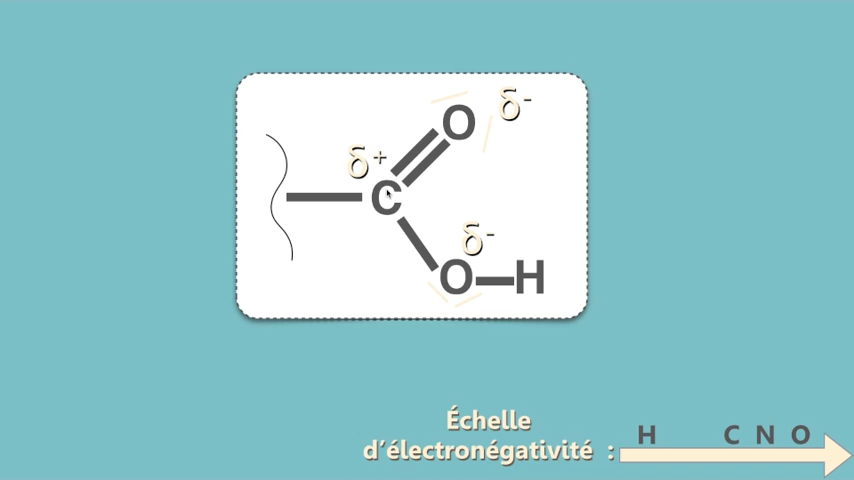 O δ-
δ+
C
δ-
O H
Échelle
d'électronégativité :
H C N O